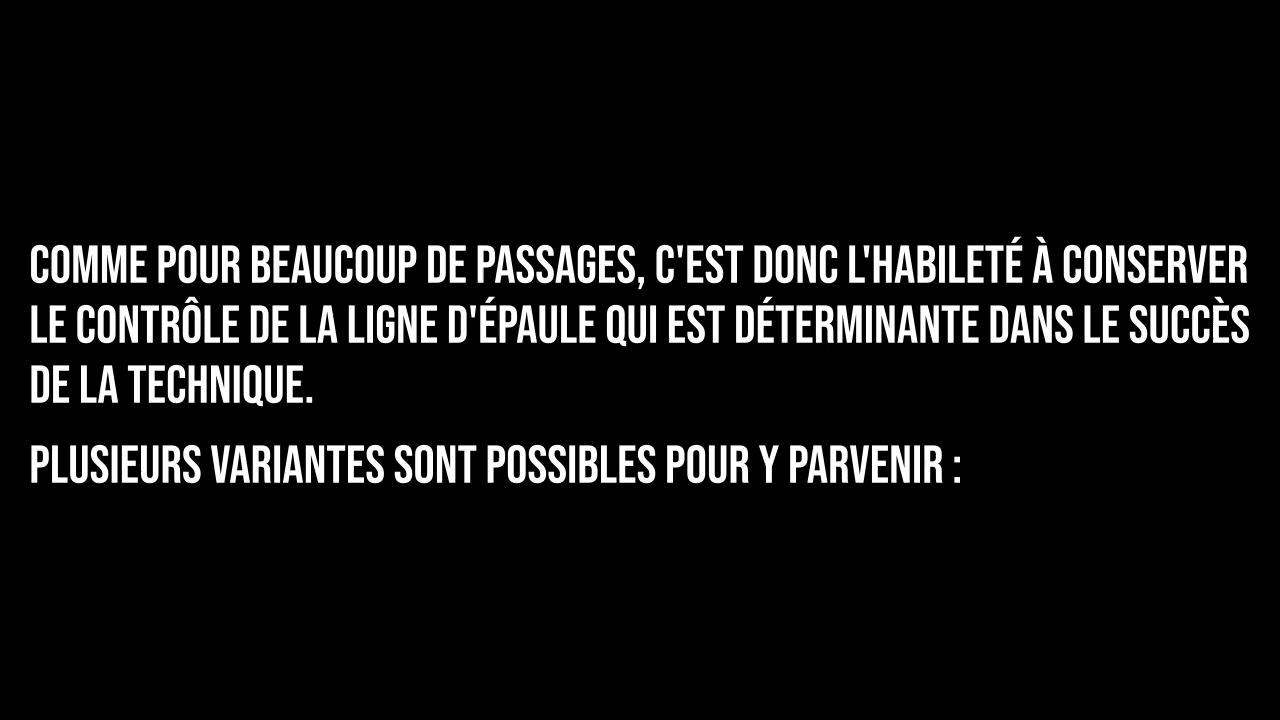 COMME POUR BEAUCOUP DE PASSAGES, C'EST DONC L'HABILETÉ À CONSERVER
LE CONTRÔLE DE LA LIGNE D'ÉPAULE QUI EST DÉTERMINANTE DANS LE SUCCÈS
DE LA TECHNIQUE.
PLUSIEURS VARIANTES SONT POSSIBLES POUR Y PARVENIR :